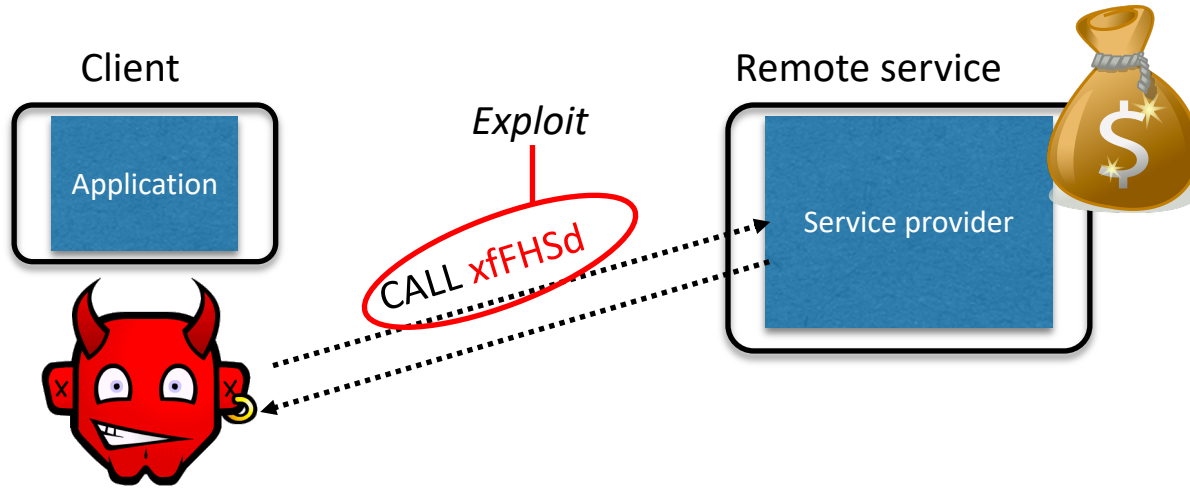 Client
Remote service
Exploit
Application
Service provider
CALL xfFHSd
$